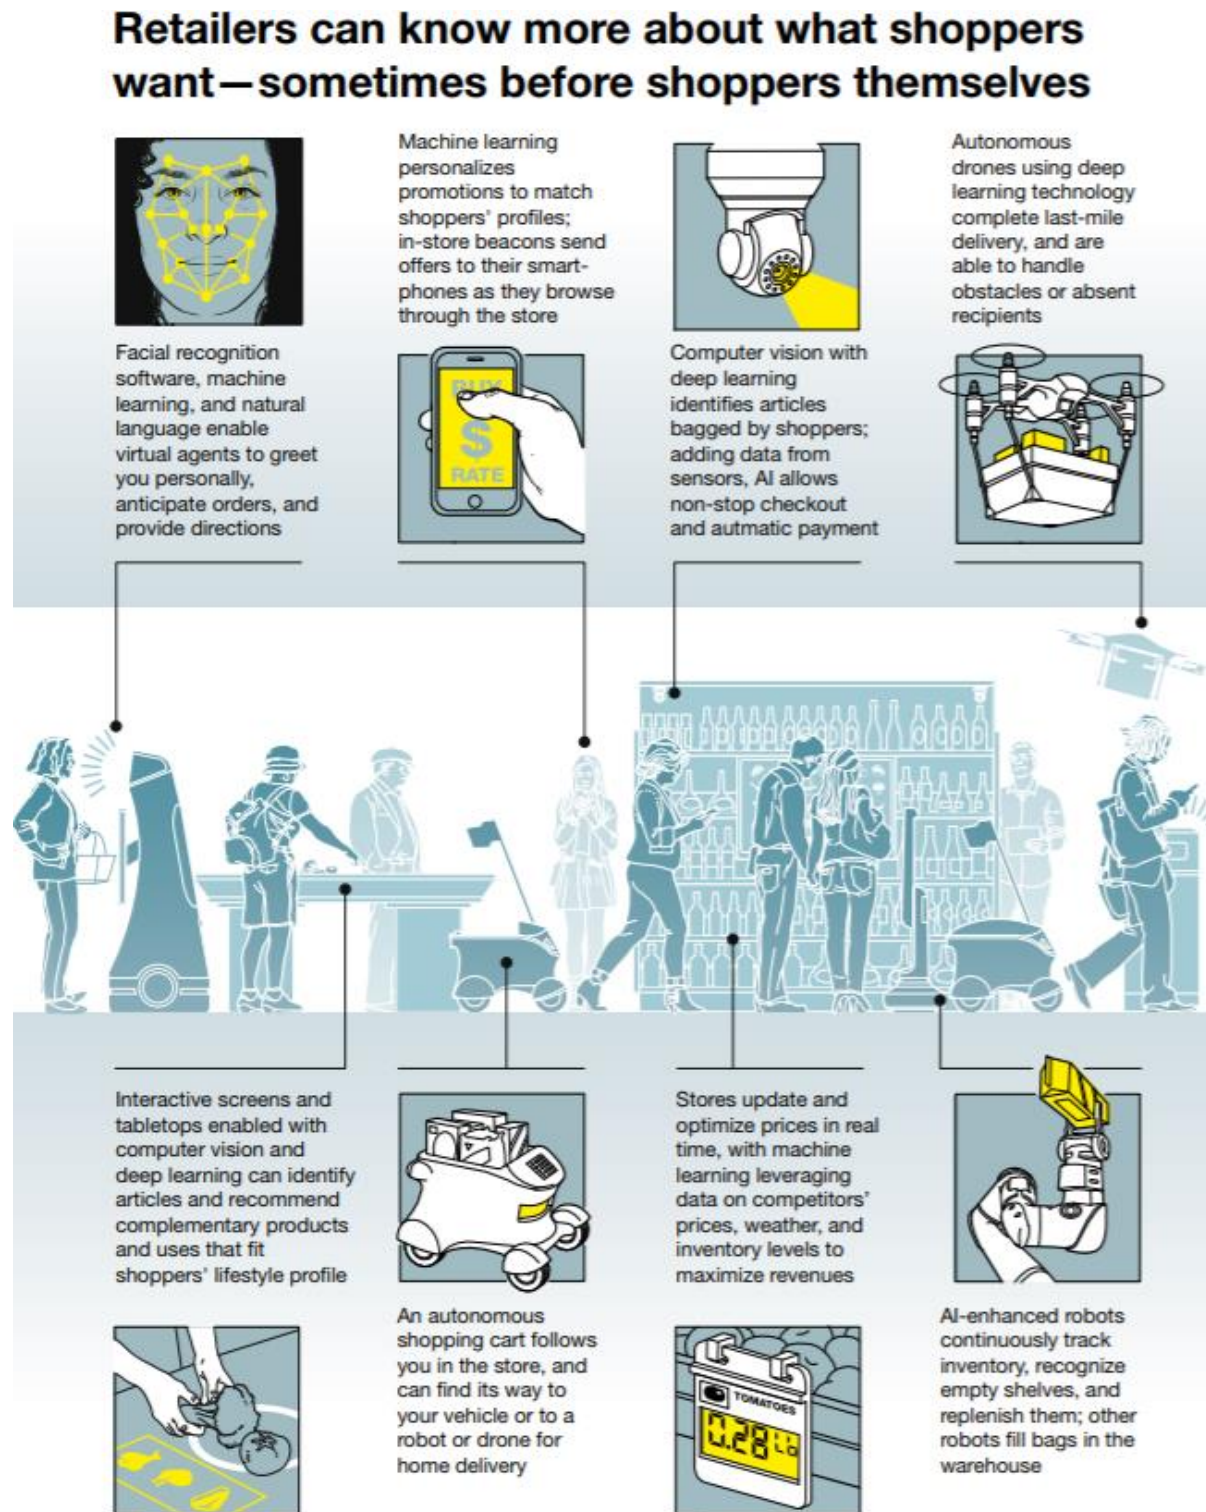 Retailers can know more about what shoppers
want—sometimes before shoppers themselves
Facial recognition
software, machine
learning, and natural
language enable
virtual agents to greet
you personally,
anticipate orders, and
provide directions
Machine learning
personalizes
promotions to match
shoppers' profiles;
in-store beacons send
offers to their smart-
phones as they browse
through the store
BUY
$
RATE
Computer vision with
deep learning
identifies articles
bagged by shoppers;
adding data from
sensors, AI allows
non-stop checkout
and autmatic payment
Autonomous
drones using deep
learning technology
complete last-mile
delivery, and are
able to handle
obstacles or absent
recipients
Interactive screens and
tabletops enabled with
computer vision and
deep learning can identify
articles and recommend
complementary products
and uses that fit
shoppers' lifestyle profile
An autonomous
shopping cart follows
you in the store, and
can find its way to
your vehicle or to a
robot or drone for
home delivery
Stores update and
optimize prices in real
time, with machine
learning leveraging
data on competitors'
prices, weather, and
inventory levels to
maximize revenues
TOMATOES
0.28 Lb
AI-enhanced robots
continuously track
inventory, recognize
empty shelves, and
replenish them; other
robots fill bags in the
warehouse